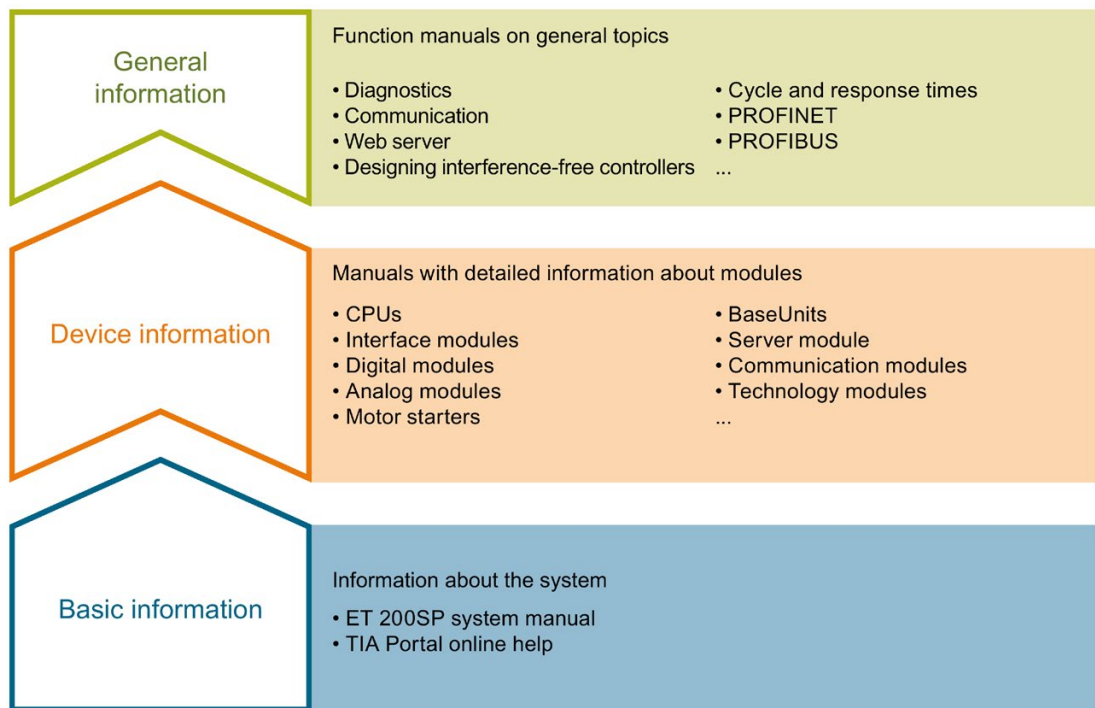 General
information
Function manuals on general topics
• Diagnostics
• Communication
• Web server
• Designing interference-free controllers
• Cycle and response times
• PROFINET
• PROFIBUS
...
Device information
Manuals with detailed information about modules
• CPUs
• Interface modules
• Digital modules
• Analog modules
• Motor starters
• BaseUnits
• Server module
• Communication modules
• Technology modules
...
Basic information
Information about the system
• ET 200SP system manual
• TIA Portal online help